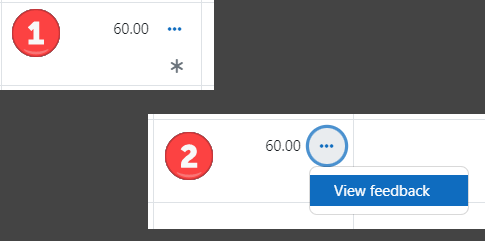 1 60.00 •••
*
2 60.00 •••
View feedback